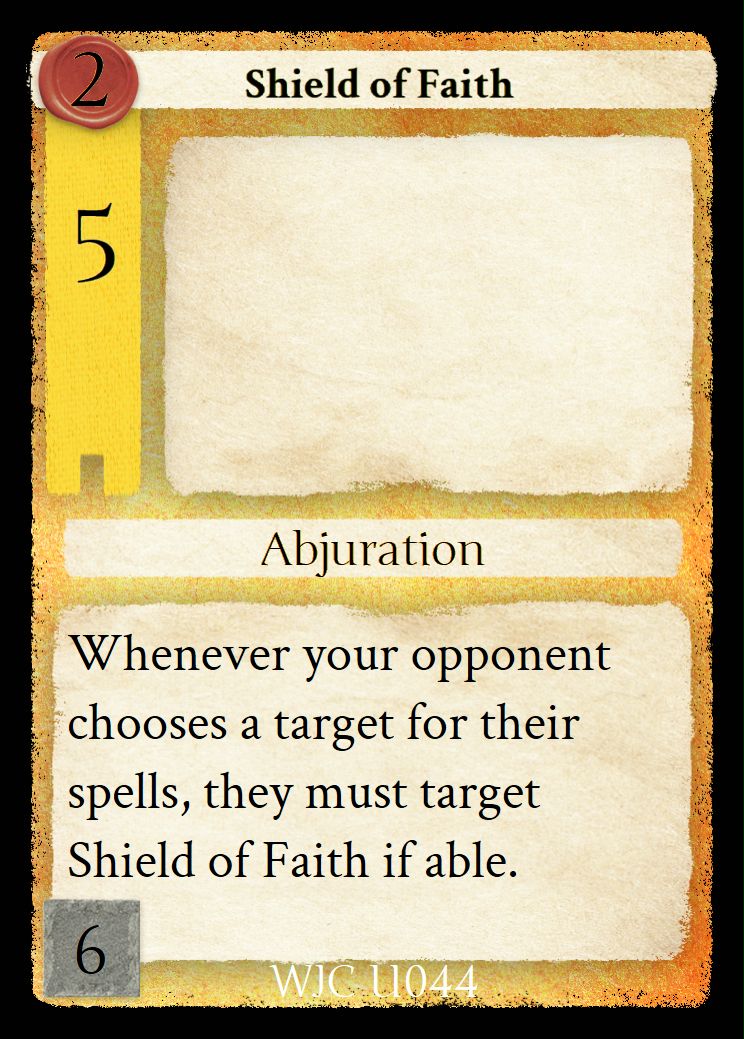 2
Shield of Faith
5
Abjuration
Whenever your opponent
chooses a target for their
spells, they must target
Shield of Faith if able.
6
WJC U044